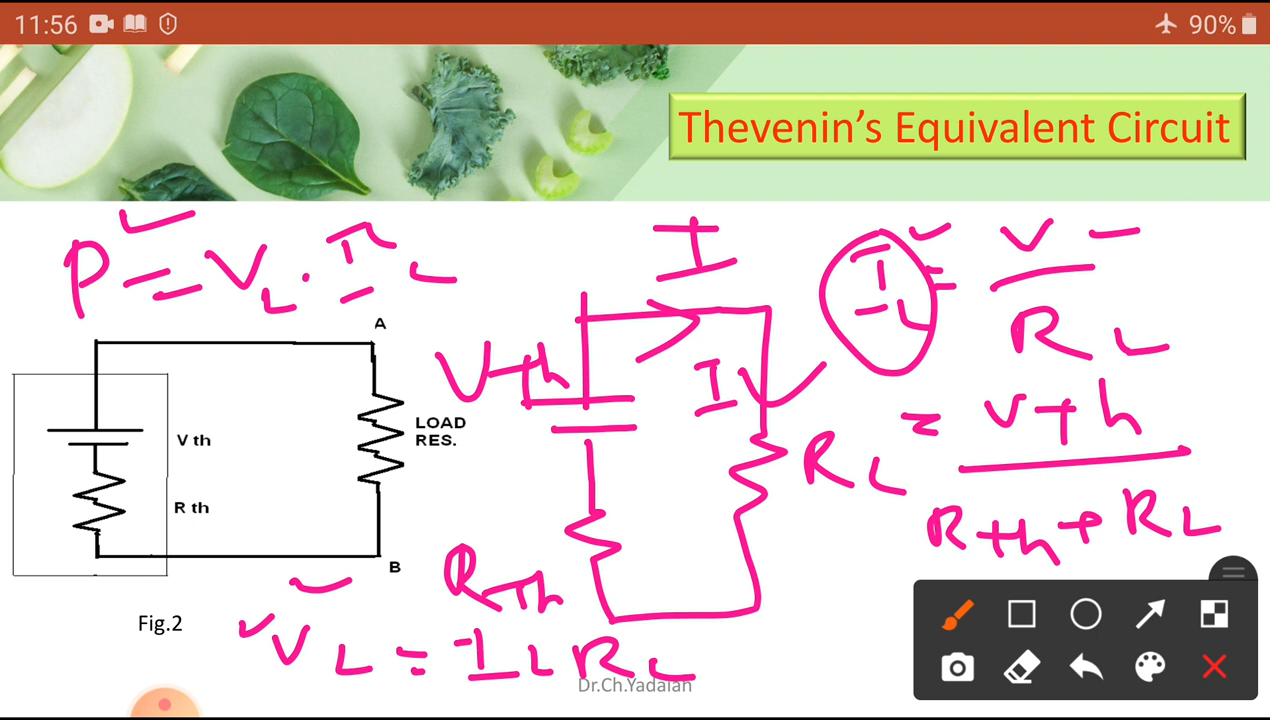 11:56 90%
Thevenin's Equivalent Circuit
P = VL . IL
I
IL = V / RL
A
Vth
I
LOAD
RES.
V th
RL
= Vth / Rth + RL
R th
B
RTh
Fig.2
VL = IL RL
Dr.Ch.Yadaian